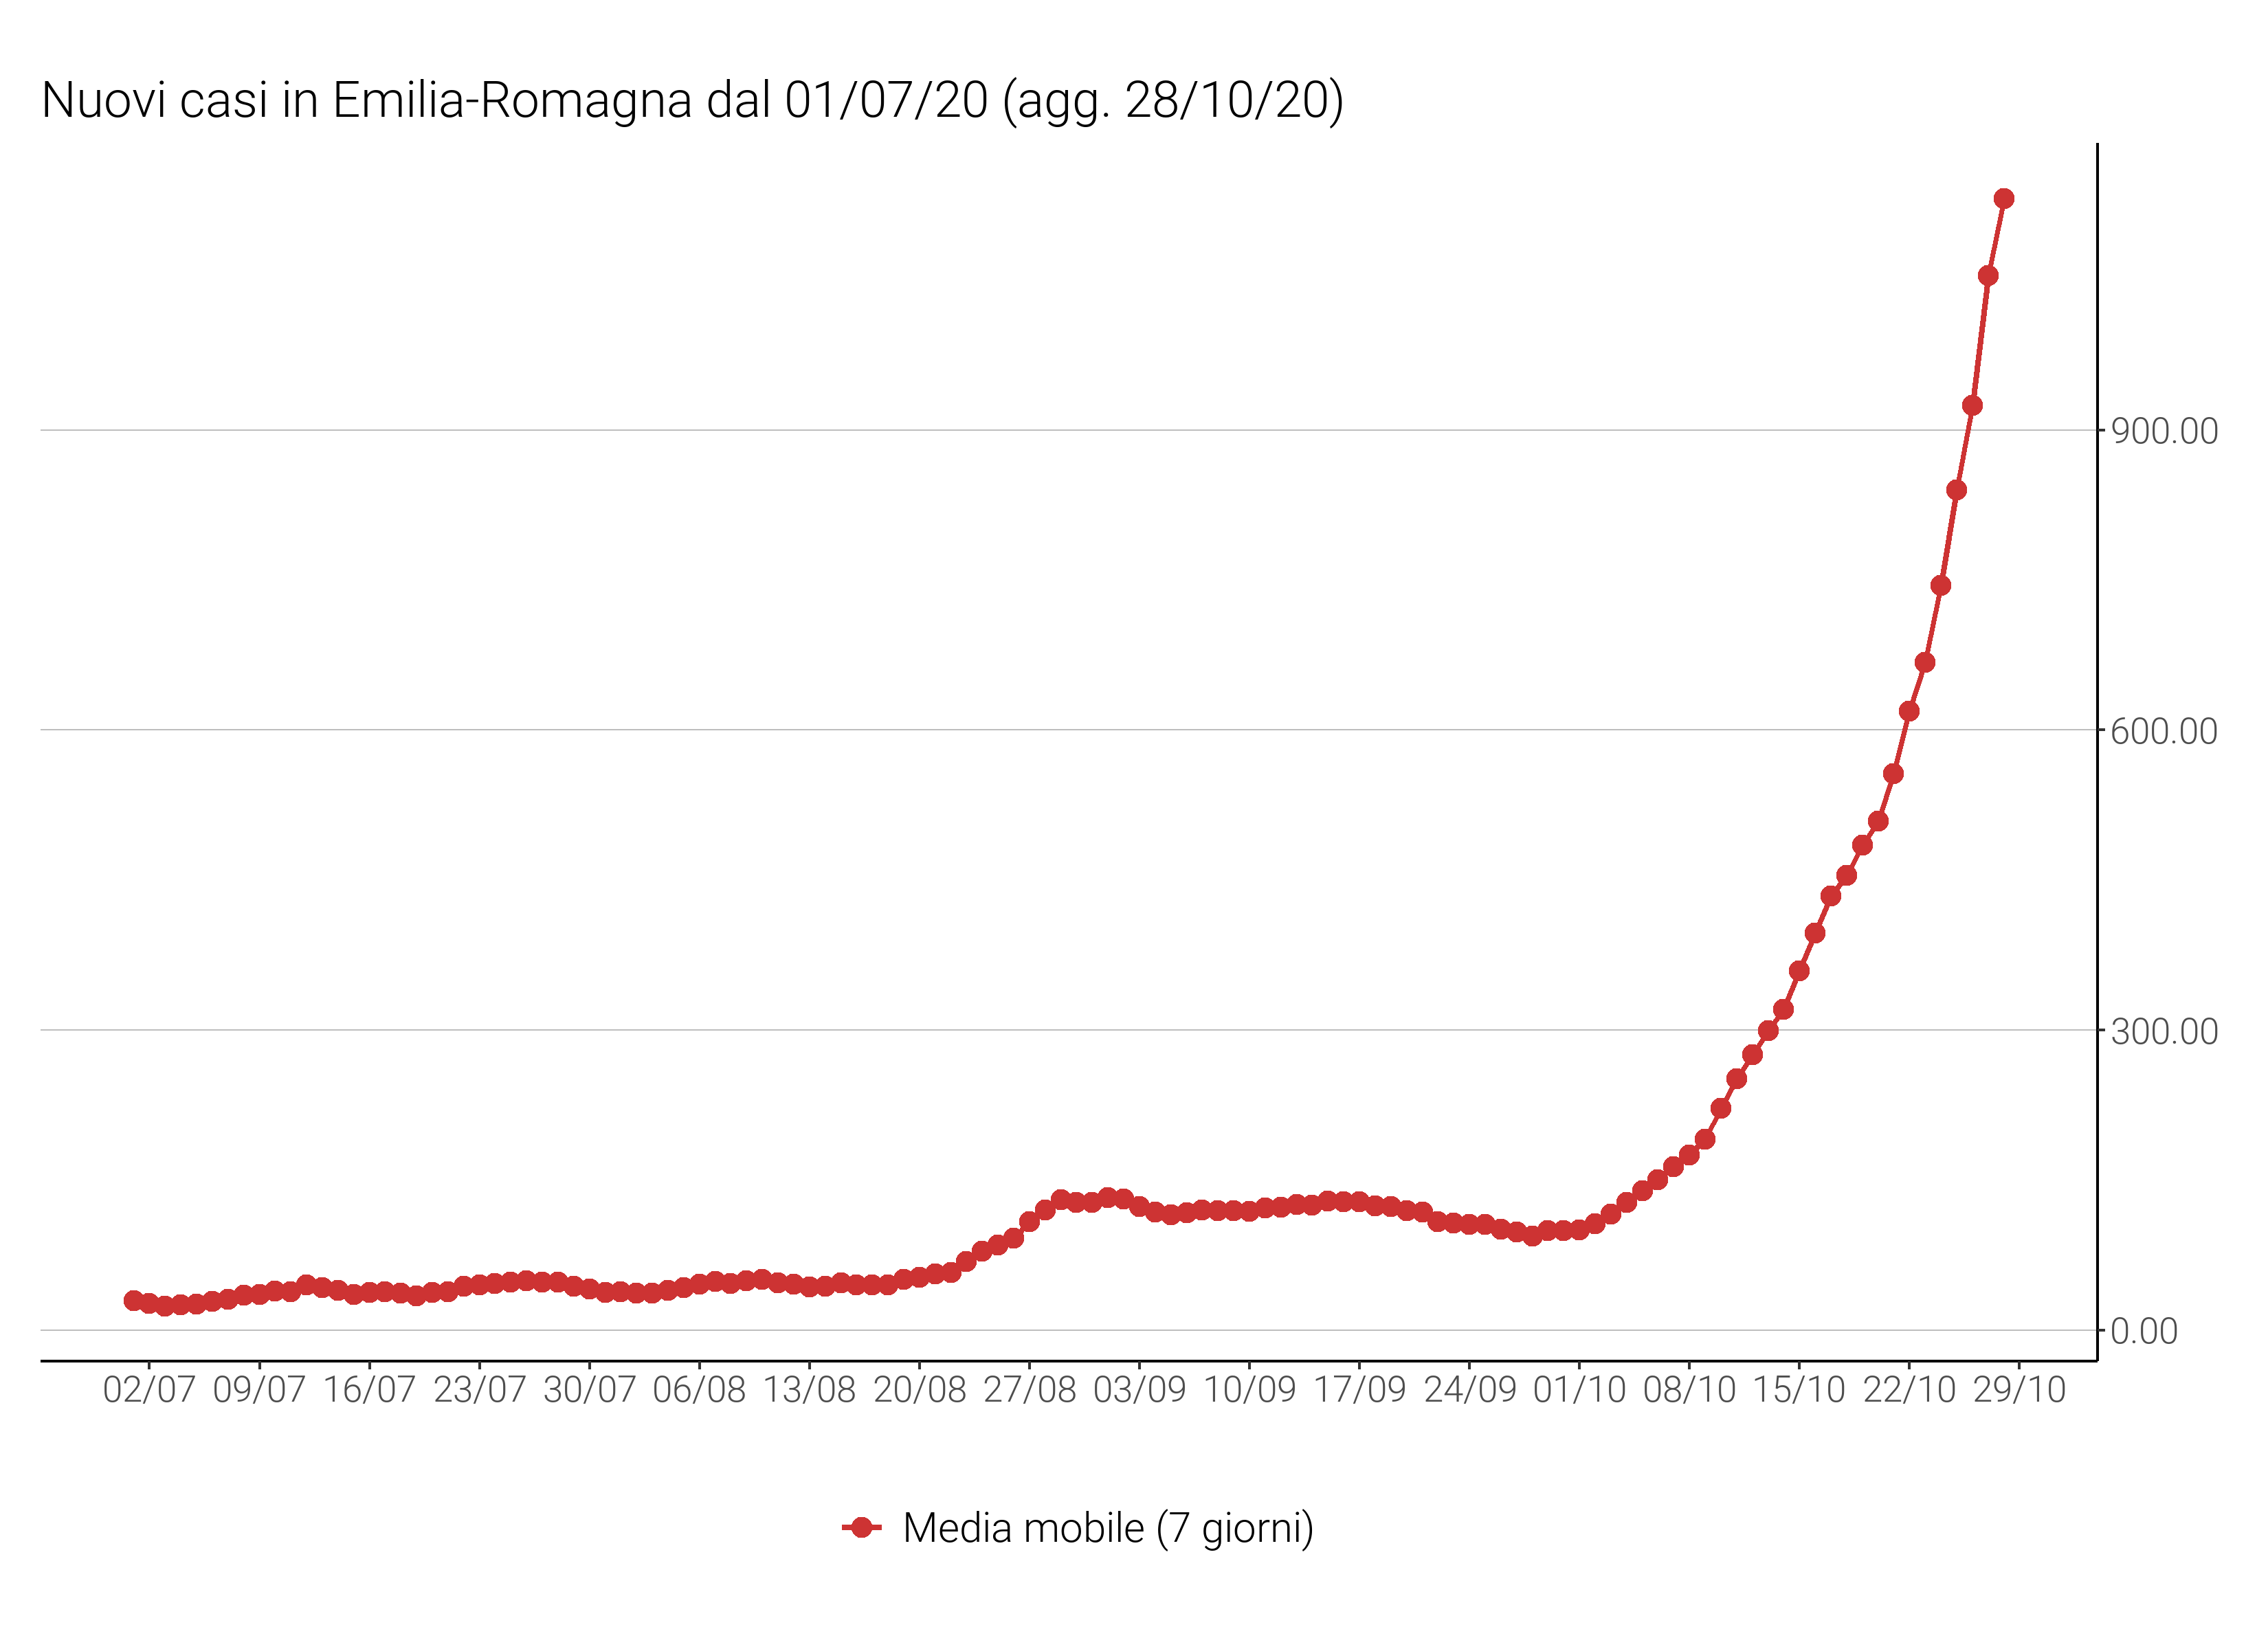 Nuovi casi in Emilia-Romagna dal 01/07/20 (agg. 28/10/20)
900.00
600.00
300.00
0.00
02/07 09/07 16/07 23/07 30/07 06/08 13/08 20/08 27/08 03/09 10/09 17/09 24/09 01/10 08/10 15/10 22/10 29/10
Media mobile (7 giorni)